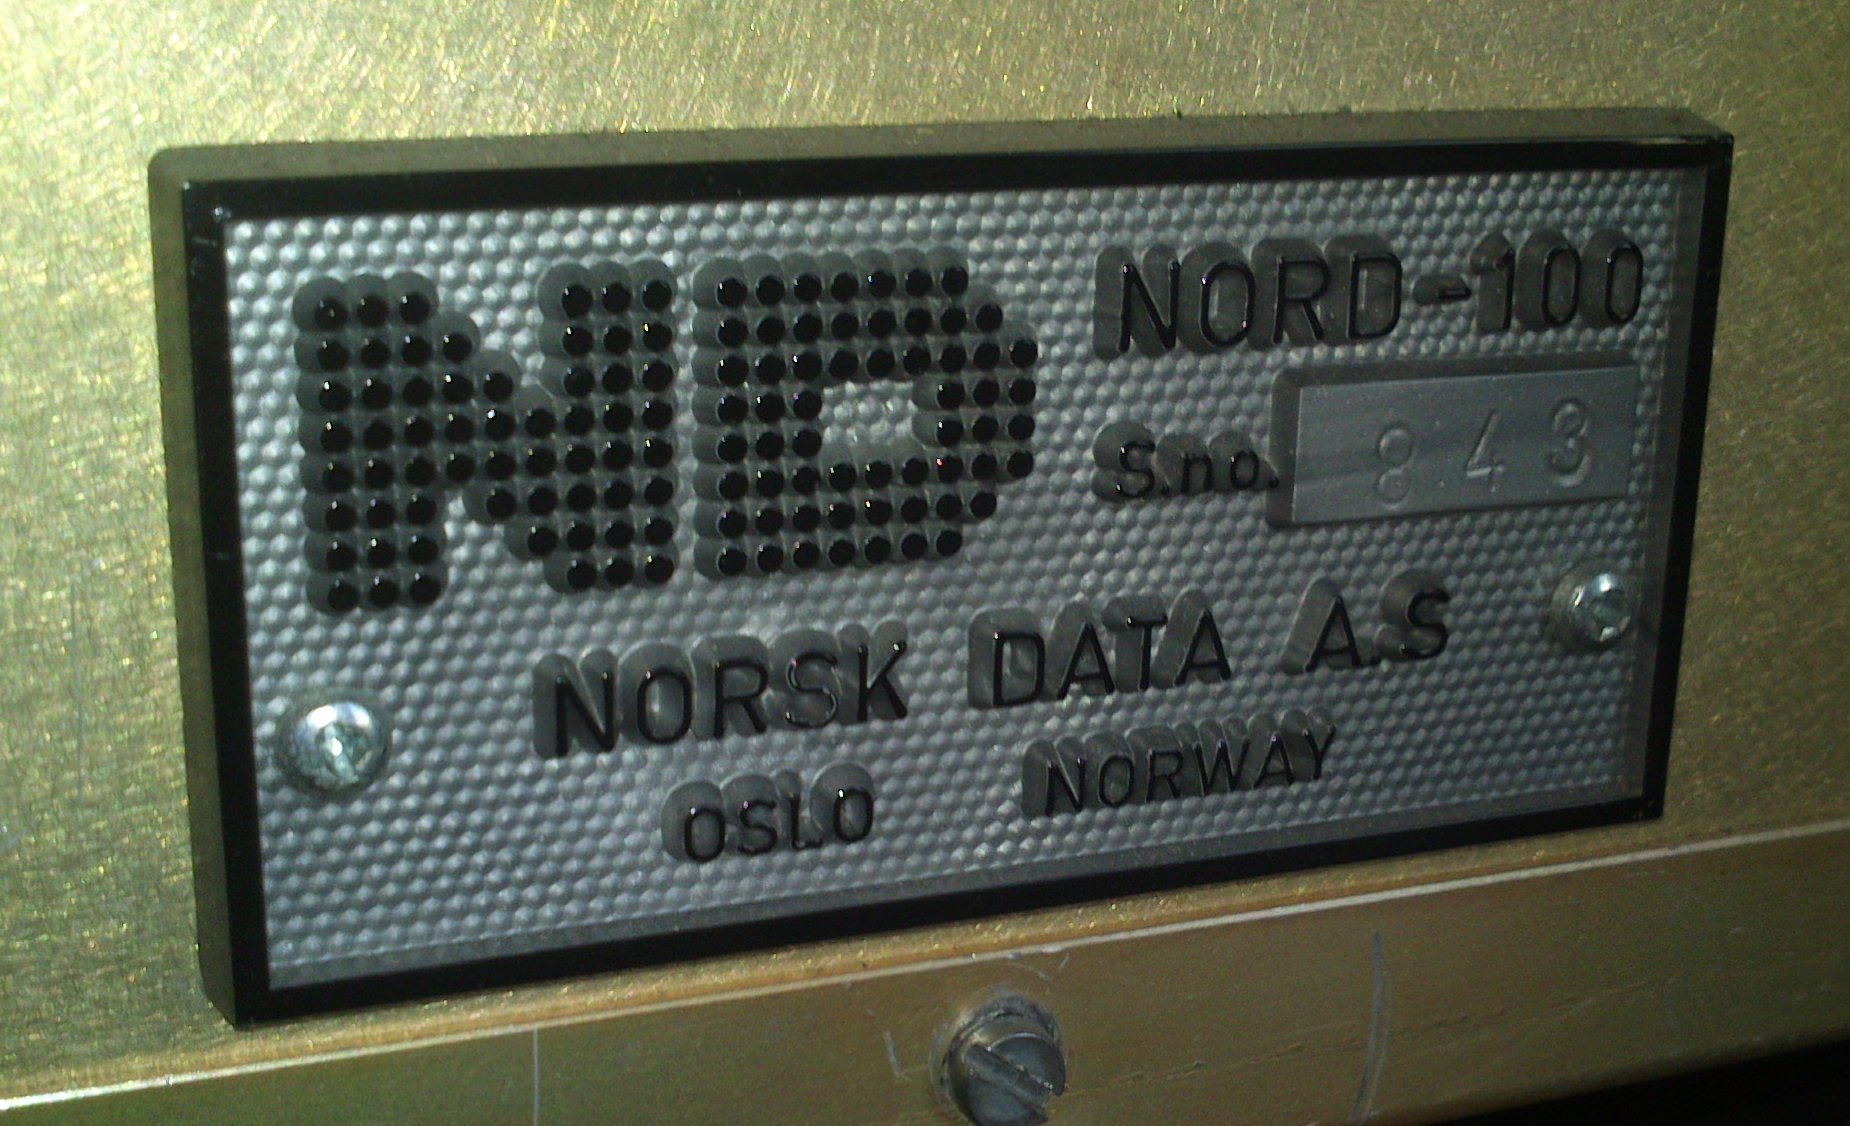 ND NORD-100
S.no. 843
NORSK DATA A.S
OSLO NORWAY